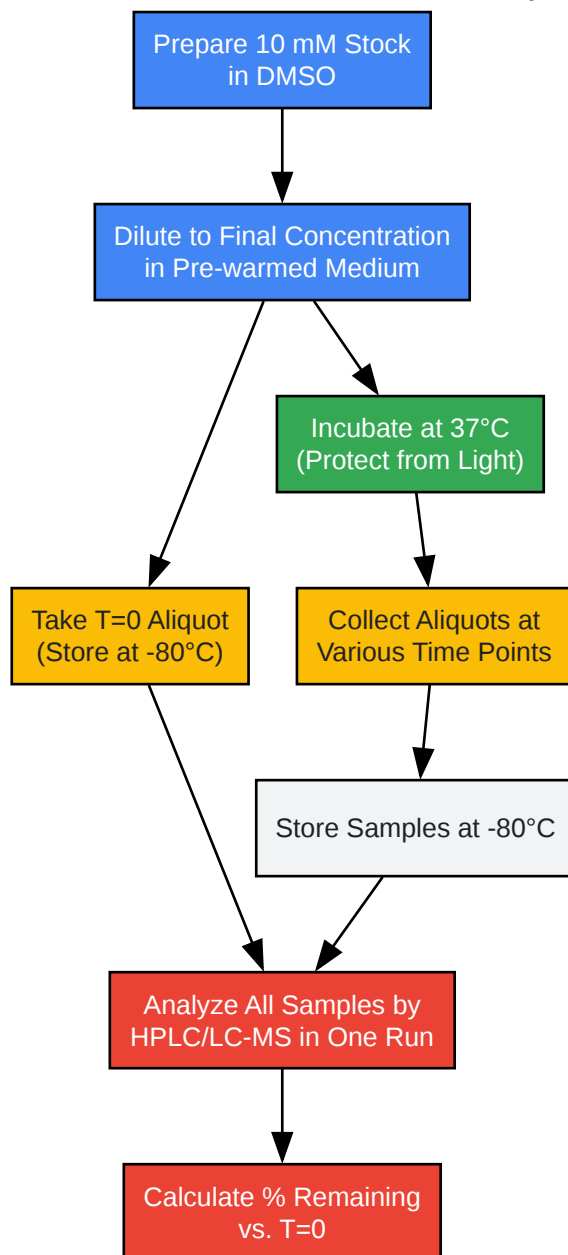 Prepare 10 mM Stock
in DMSO
Dilute to Final Concentration
in Pre-warmed Medium
Incubate at 37°C
(Protect from Light)
Take T=0 Aliquot
(Store at -80°C)
Collect Aliquots at
Various Time Points
Store Samples at -80°C
Analyze All Samples by
HPLC/LC-MS in One Run
Calculate % Remaining
vs. T=0